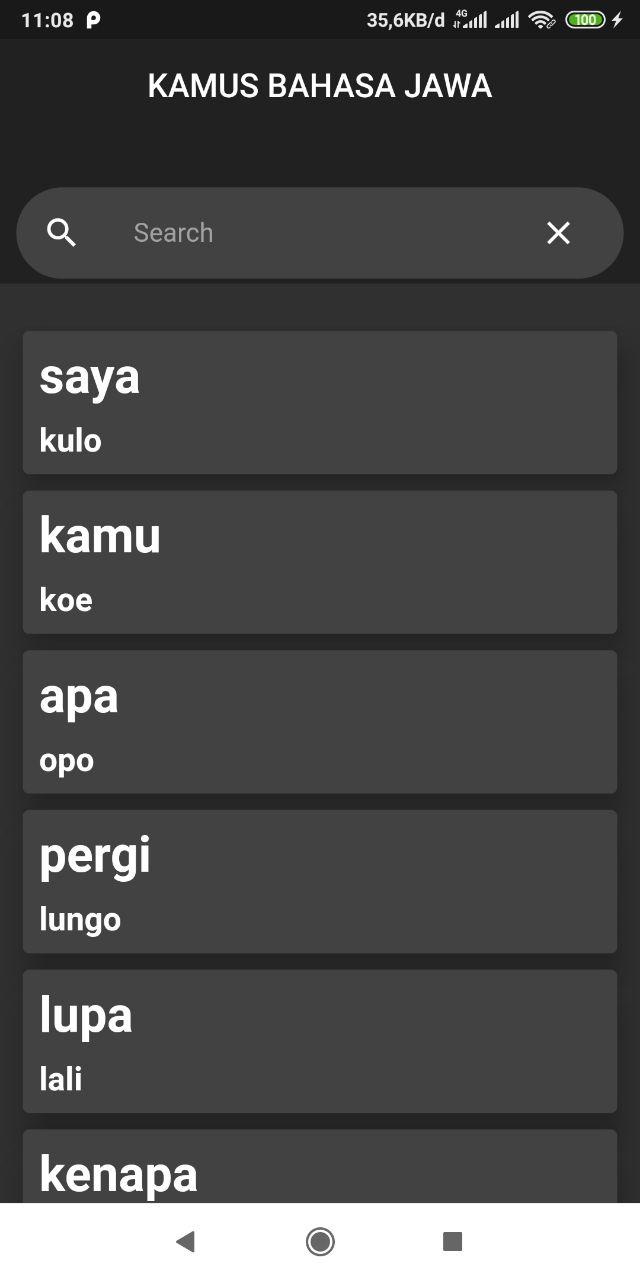 11:08 35,6KB/d 4G 100
KAMUS BAHASA JAWA
Search
saya
kulo
kamu
koe
apa
opo
pergi
lungo
lupa
lali
kenapa